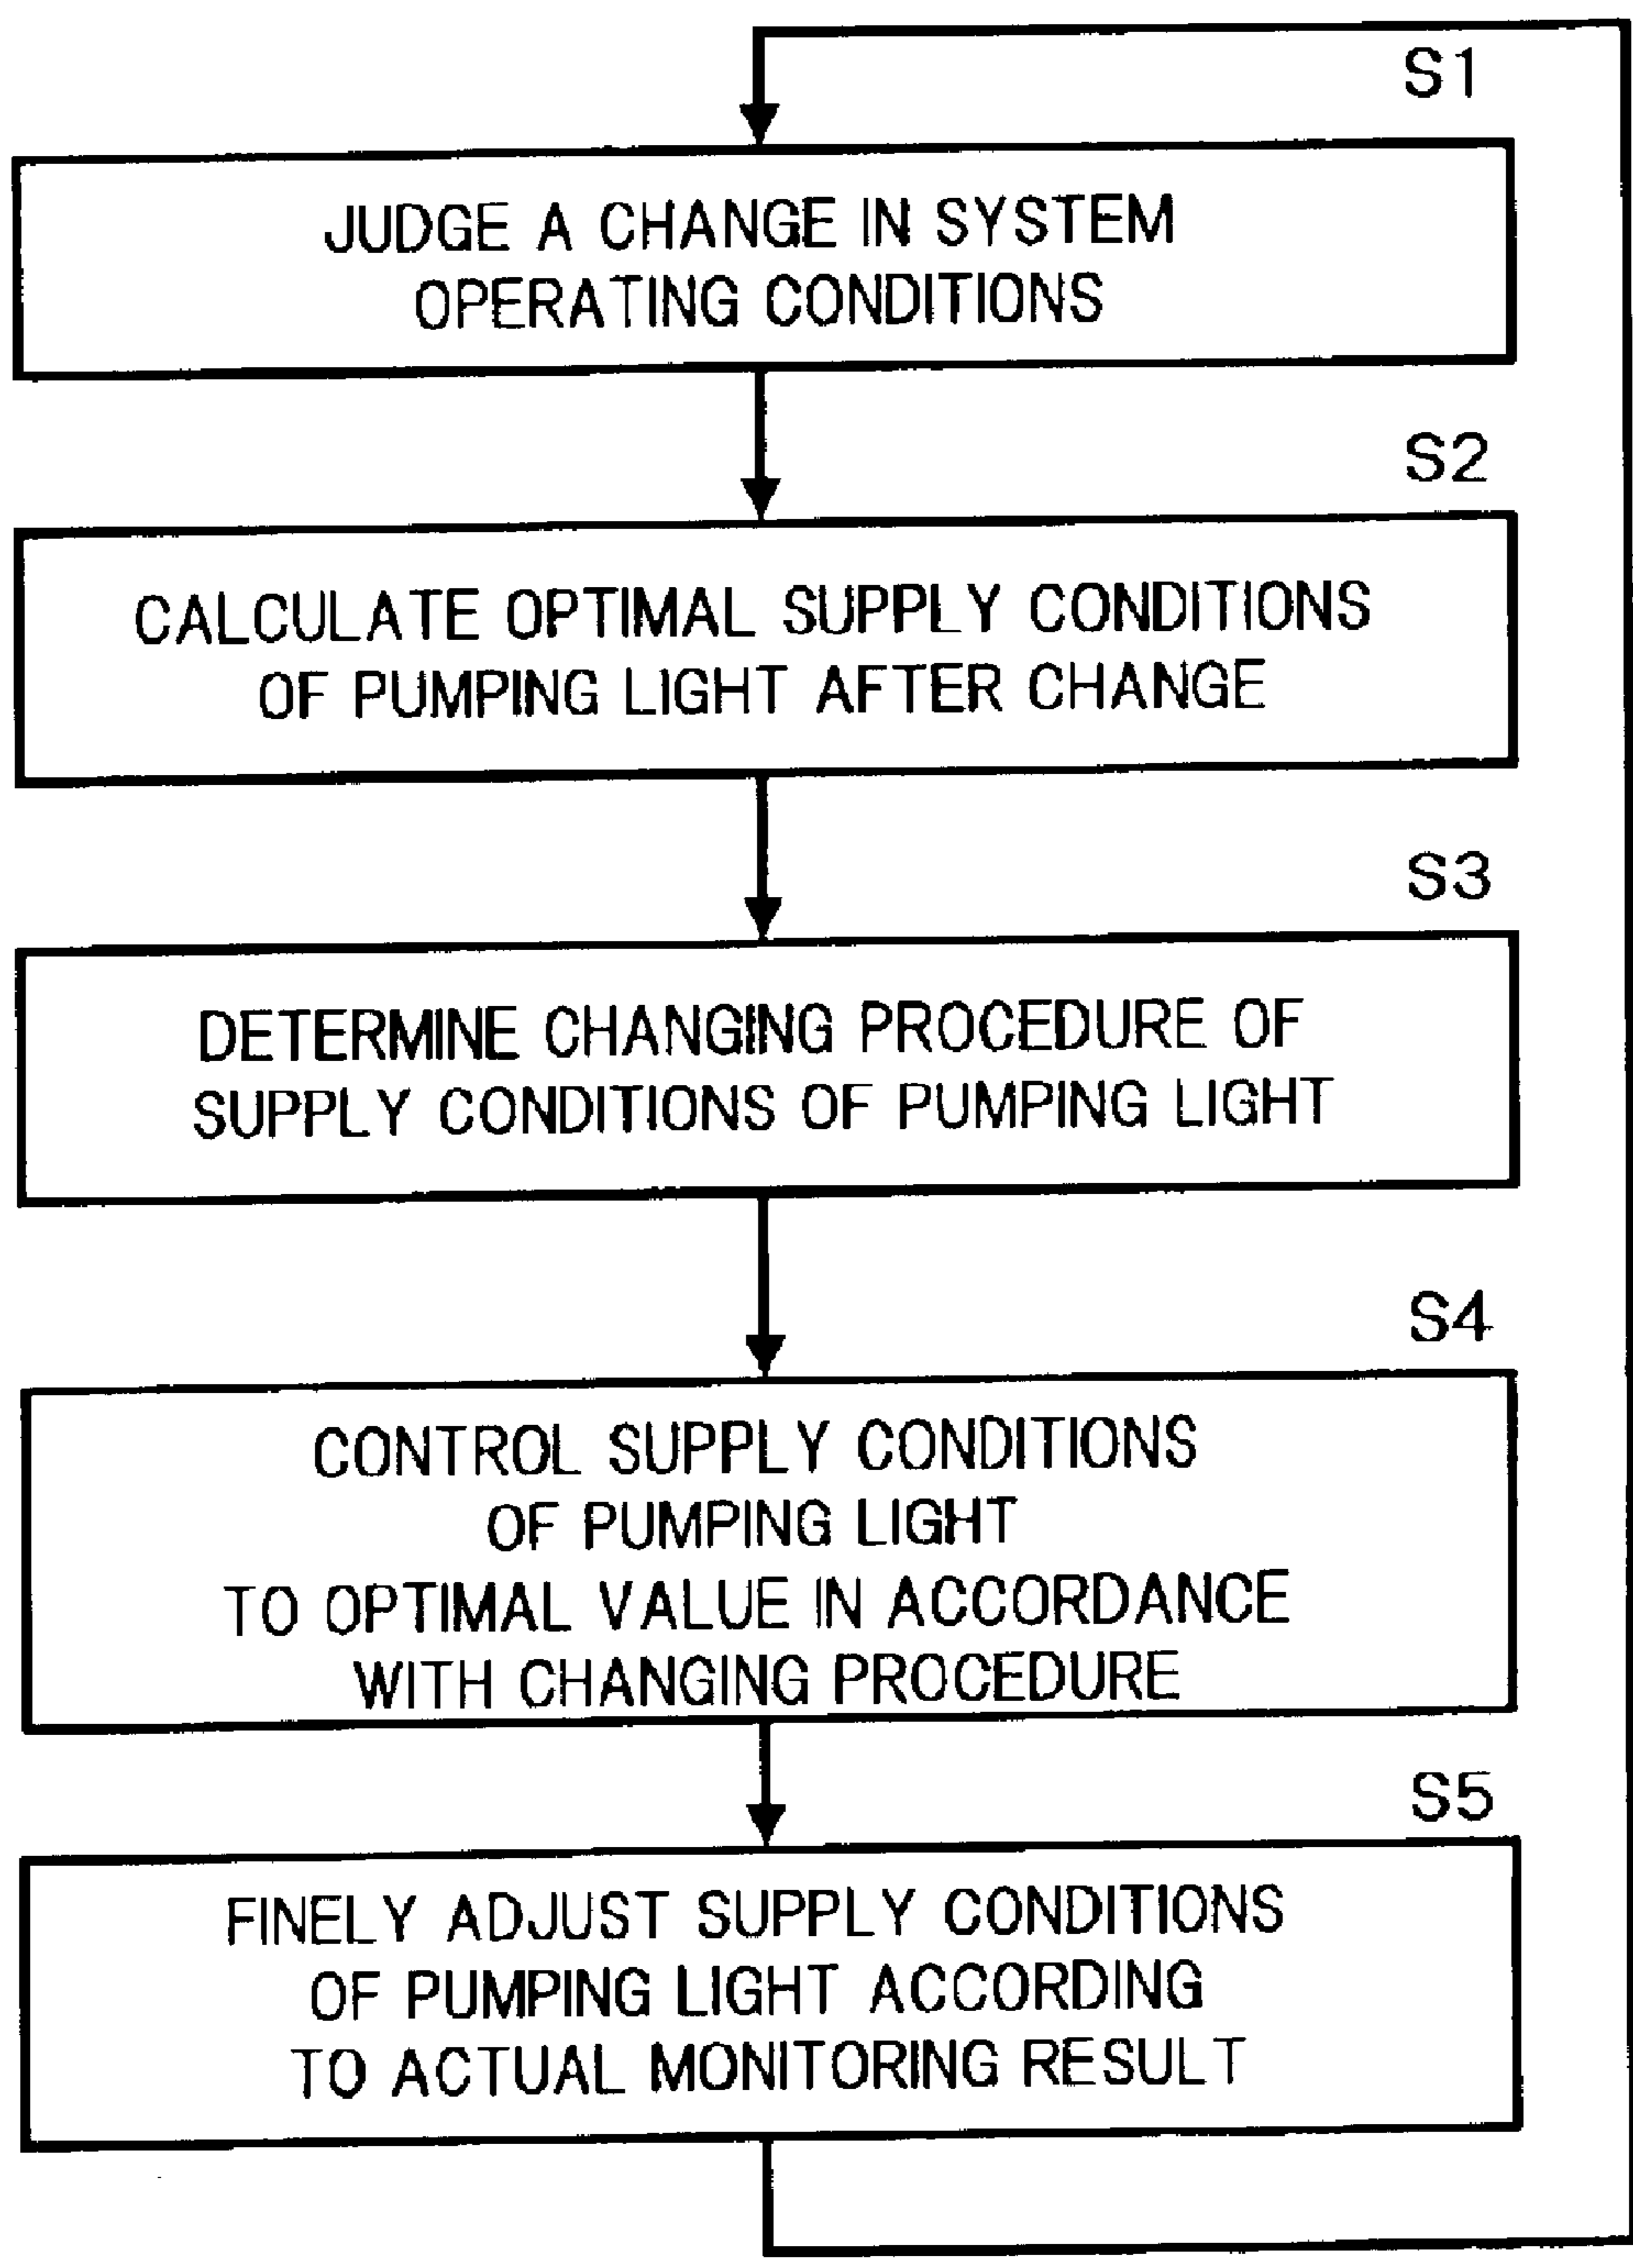 S1
JUDGE A CHANGE IN SYSTEM
OPERATING CONDITIONS
S2
CALCULATE OPTIMAL SUPPLY CONDITIONS
OF PUMPING LIGHT AFTER CHANGE
S3
DETERMINE CHANGING PROCEDURE OF
SUPPLY CONDITIONS OF PUMPING LIGHT
S4
CONTROL SUPPLY CONDITIONS
OF PUMPING LIGHT
TO OPTIMAL VALUE IN ACCORDANCE
WITH CHANGING PROCEDURE
S5
FINELY ADJUST SUPPLY CONDITIONS
OF PUMPING LIGHT ACCORDING
TO ACTUAL MONITORING RESULT